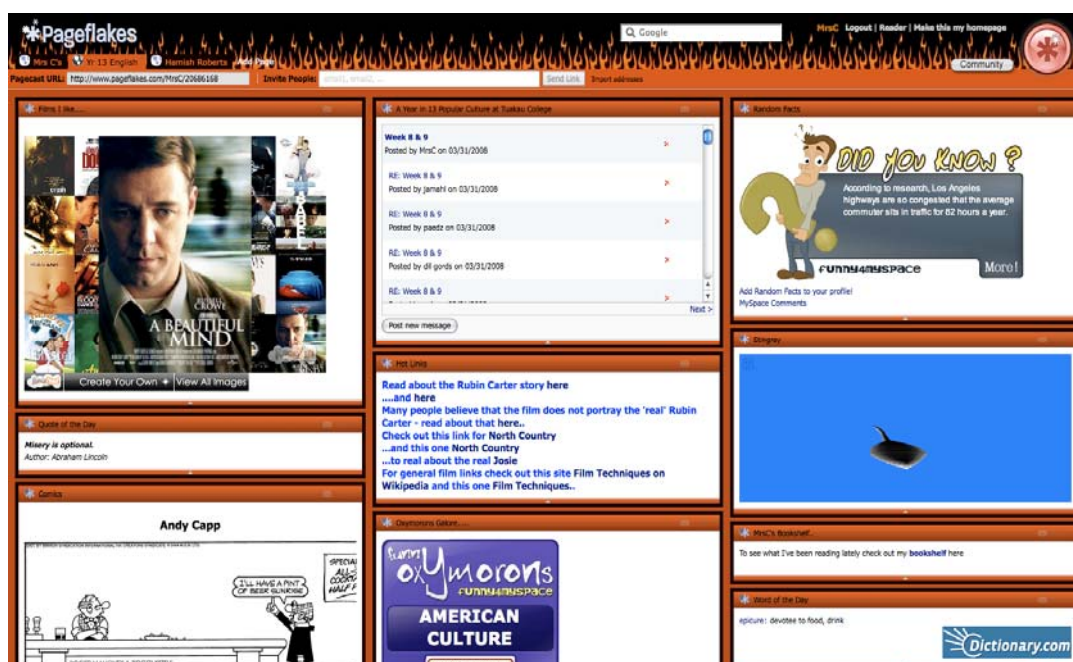 Pageflakes
Google
MrsC Logout | Reader | Make this my homepage
Mrs C's
Yr 13 English
Hamish Roberts
Add Page
Community
Pagecast URL: http://www.pageflakes.com/MrsC/20686168
Invite People: email1, email2, ...
Send Link
Import addresses
Films I like.....
RUSSELL
CROWE
A BEAUTIFUL
MIND
Create Your Own
View All Images
Quote of the Day
Misery is optional.
Author: Abraham Lincoln
Comics
Andy Capp
I'LL HAVE A PINT
OF BEER SUNRISE
SPECIAL
HALF P
A Year in 13 Popular Culture at Tuakau College
Week 8 & 9
Posted by MrsC on 03/31/2008
RE: Week 8 & 9
Posted by jamahl on 03/31/2008
RE: Week 8 & 9
Posted by paedz on 03/31/2008
RE: Week 8 & 9
Posted by dil gords on 03/31/2008
RE: Week 8 & 9
Next >
Post new message
Hot Links
Read about the Rubin Carter story here
....and here
Many people believe that the film does not portray the 'real' Rubin
Carter - read about that here..
Check out this link for North Country
...and this one North Country
...to real about the real Josie
For general film links check out this site Film Techniques on
Wikipedia and this one Film Techniques..
Oxymorons Galore....
funny
oxymorons
FUNNY4MYSPACE
AMERICAN
CULTURE
Random Facts
DID YOU KNOW ?
According to research, Los Angeles
highways are so congested that the average
commuter sits in traffic for 82 hours a year.
FUNNY4MYSPACE
More!
Add Random Facts to your profile!
MySpace Comments
Stingray
MrsC's Bookshelf..
To see what I've been reading lately check out my bookshelf here
Word of the Day
epicure: devotee to food, drink
Dictionary.com